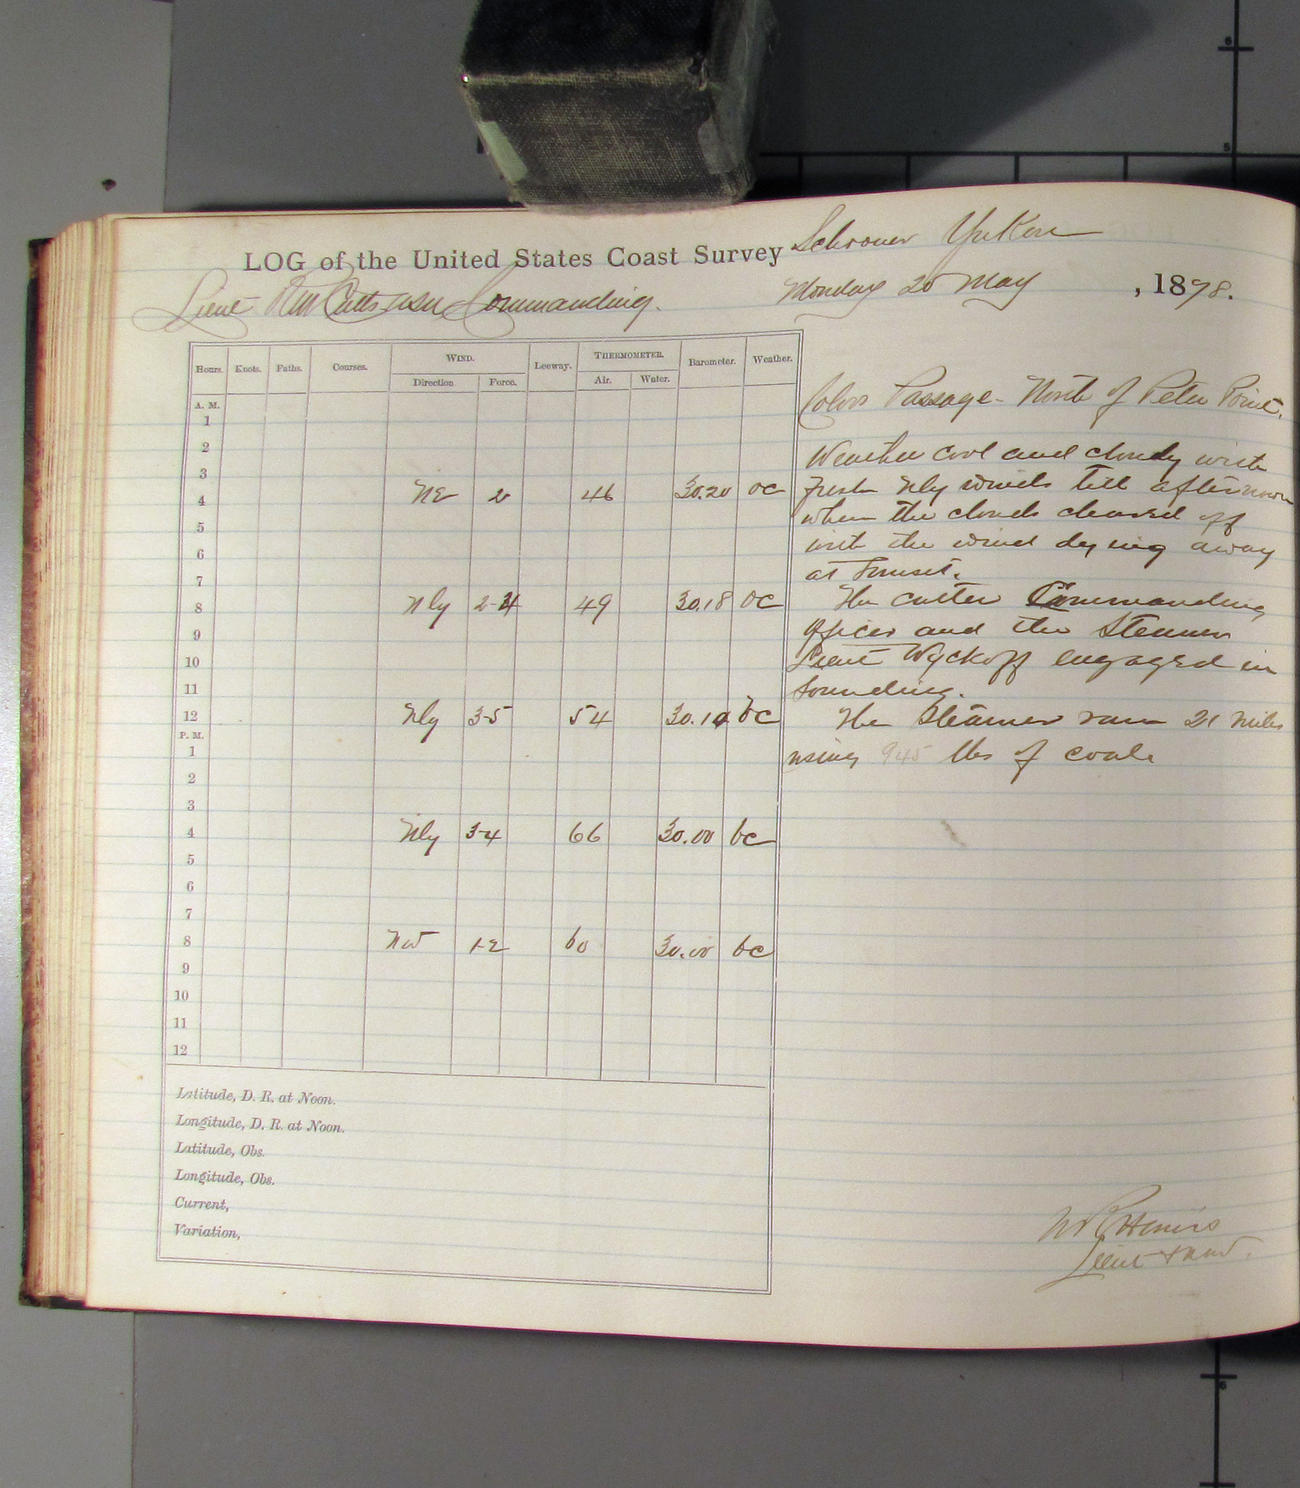 LOG of the United States Coast Survey Schooner Yukon
Lieut R M Cutts USN Commanding. Monday 20 May, 1878.
Hours. Knots. Faths. Courses. WIND. Leeway. THERMOMETER. Barometer. Weather.
Direction Force. Air. Water.
A. M.
1
2
3
4 NE 2 46 30.20 oc
5
6
7
8 Nly 2-4 49 30.18 oc
9
10
11
12 Nly 3-5 54 30.10 bc
P. M.
1
2
3
4 Nly 3-4 66 30.00 bc
5
6
7
8 NW 1-2 60 30.00 bc
9
10
11
12
Latitude, D. R. at Noon.
Longitude, D. R. at Noon.
Latitude, Obs.
Longitude, Obs.
Current,
Variation,
Colvos Passage - North of Peter Point.
Weather cool and cloudy with
fresh Nly winds till afternoon
when the clouds cleared off
with the wind dying away
at sunset.
The cutter Commanding
Officer and the Steamer
Lieut Wyckoff engaged in
sounding.
The Steamer ran 21 miles
using 945 lbs of coal
Lieut